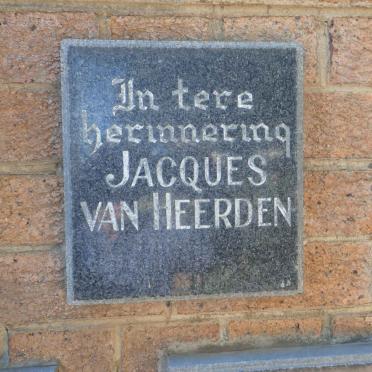 In tere
herinnering
JACQUES
VAN HEERDEN